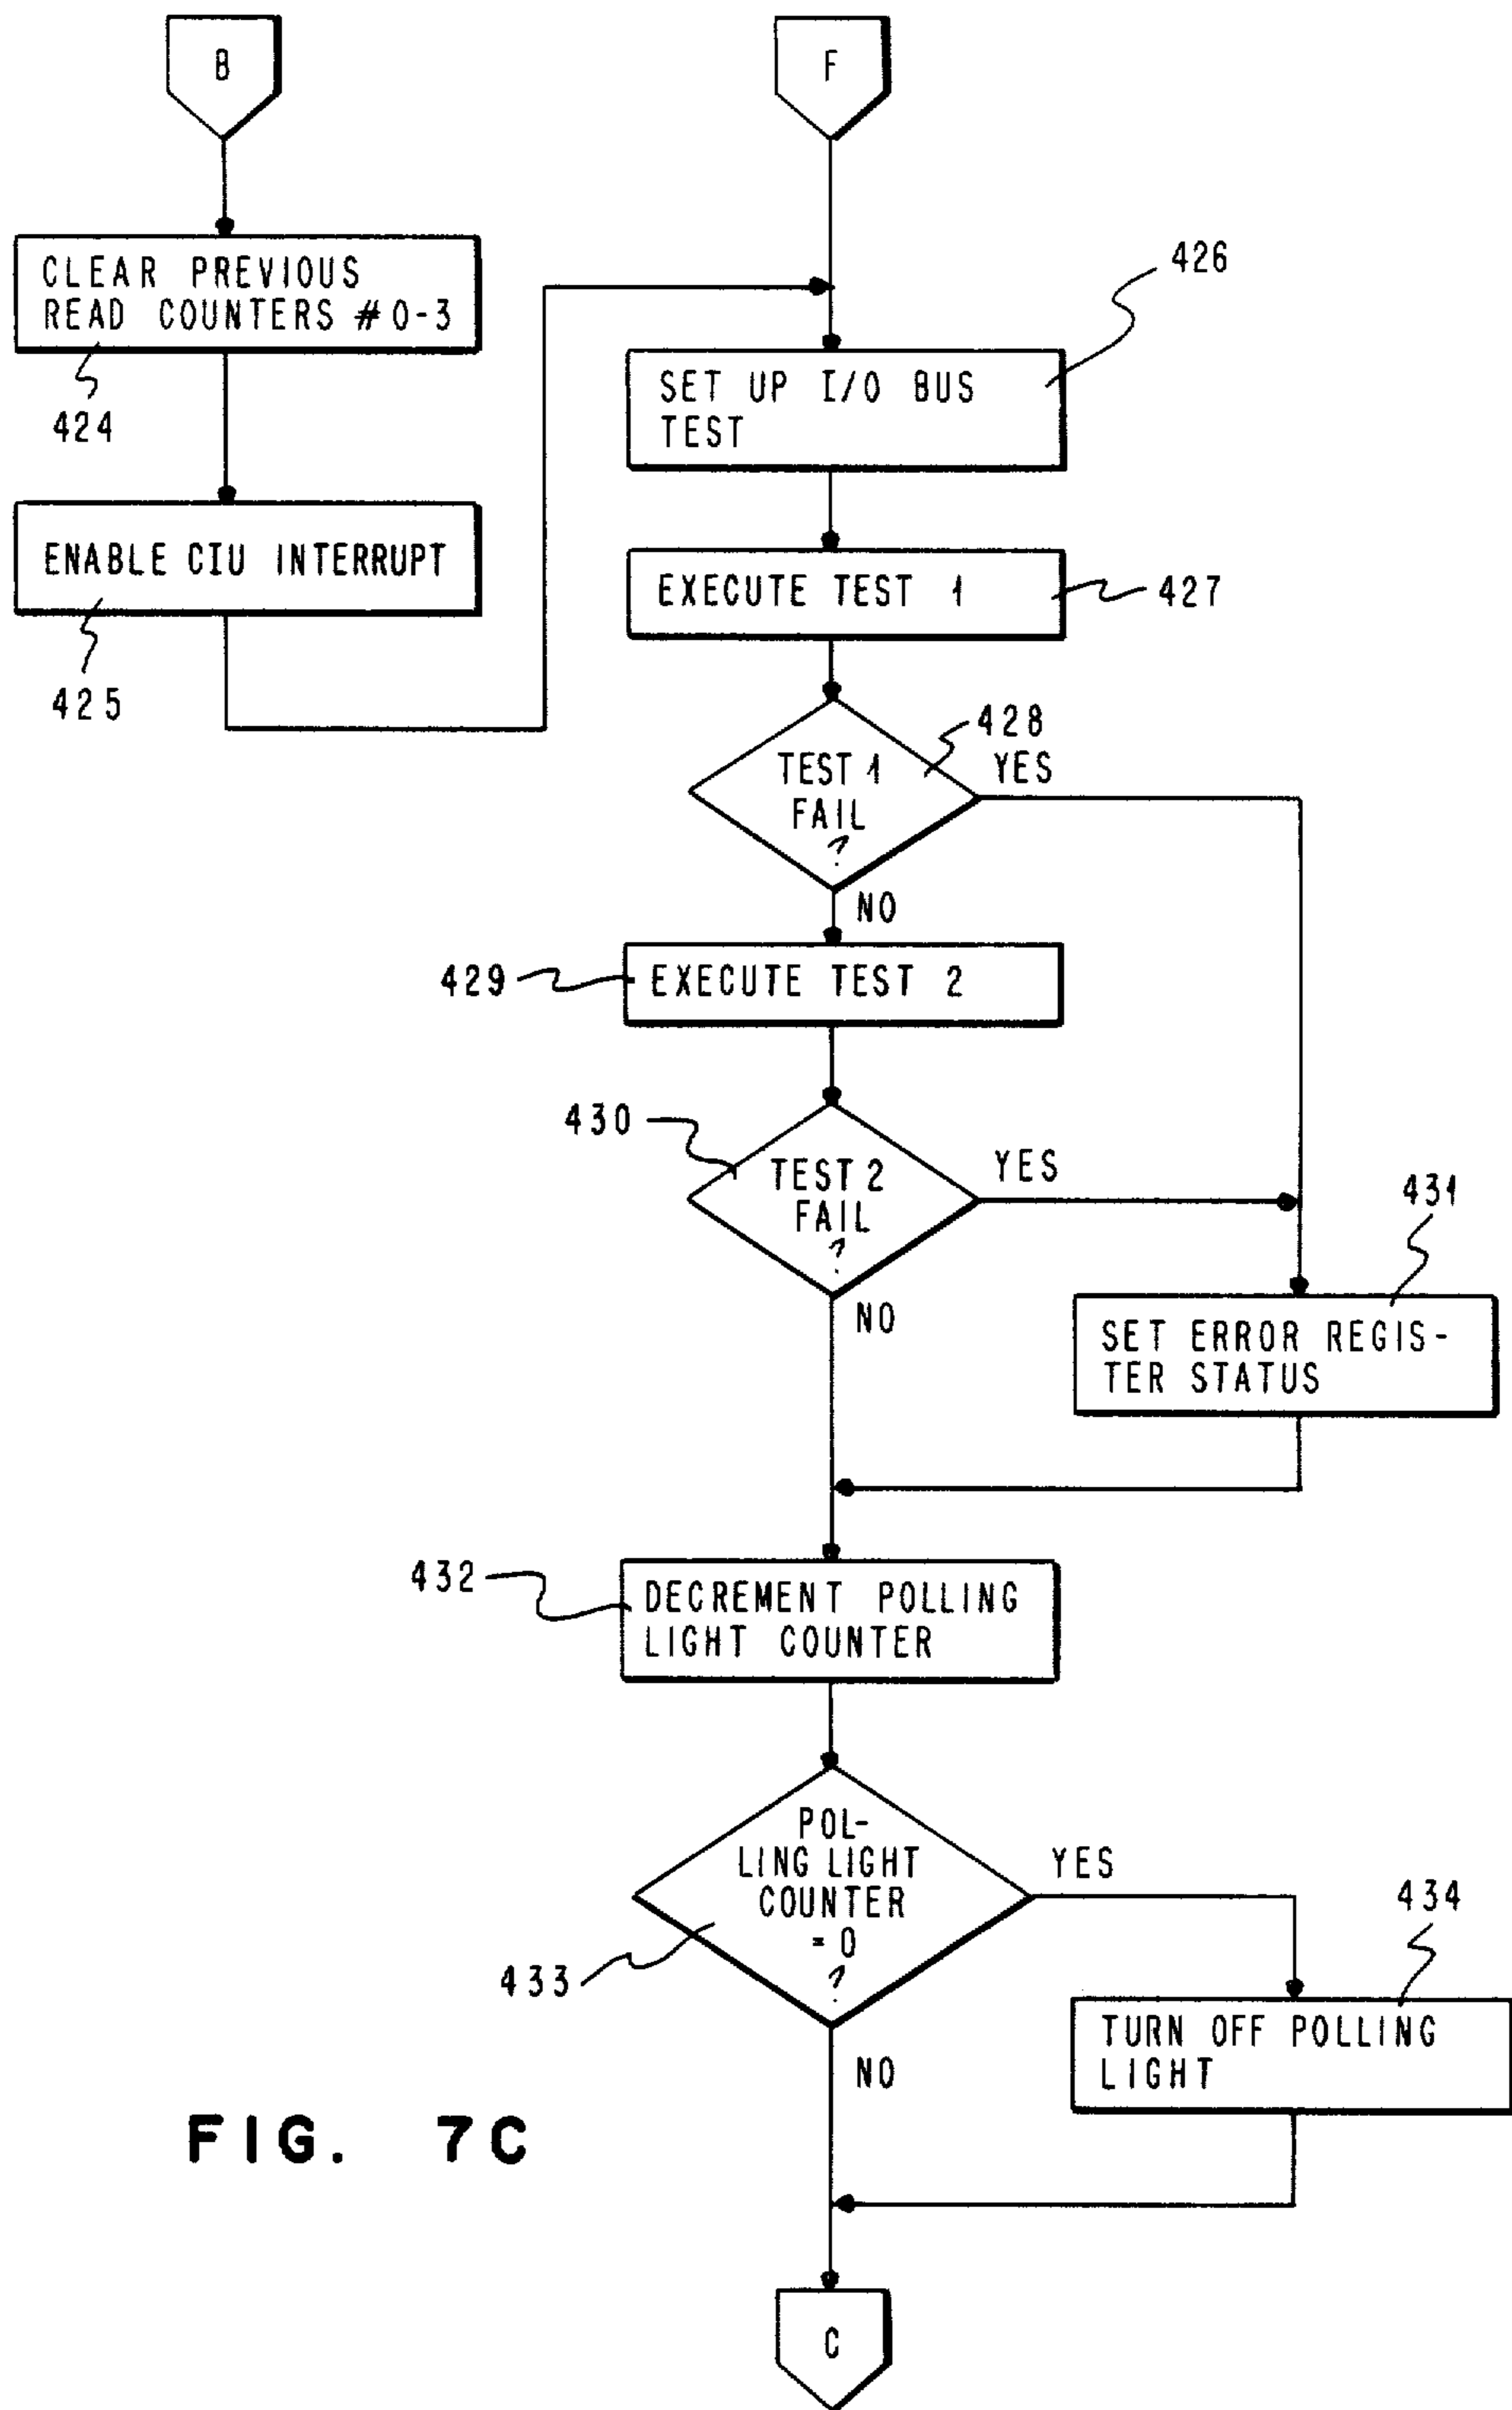 B
F
CLEAR PREVIOUS
READ COUNTERS #0-3
424
ENABLE CIU INTERRUPT
425
426
SET UP I/O BUS
TEST
EXECUTE TEST 1
427
428
TEST 1
FAIL
?
YES
NO
429
EXECUTE TEST 2
430
TEST 2
FAIL
?
YES
NO
431
SET ERROR REGIS-
TER STATUS
432
DECREMENT POLLING
LIGHT COUNTER
POL-
LING LIGHT
COUNTER
= 0
?
YES
433
NO
434
TURN OFF POLLING
LIGHT
FIG. 7C
C